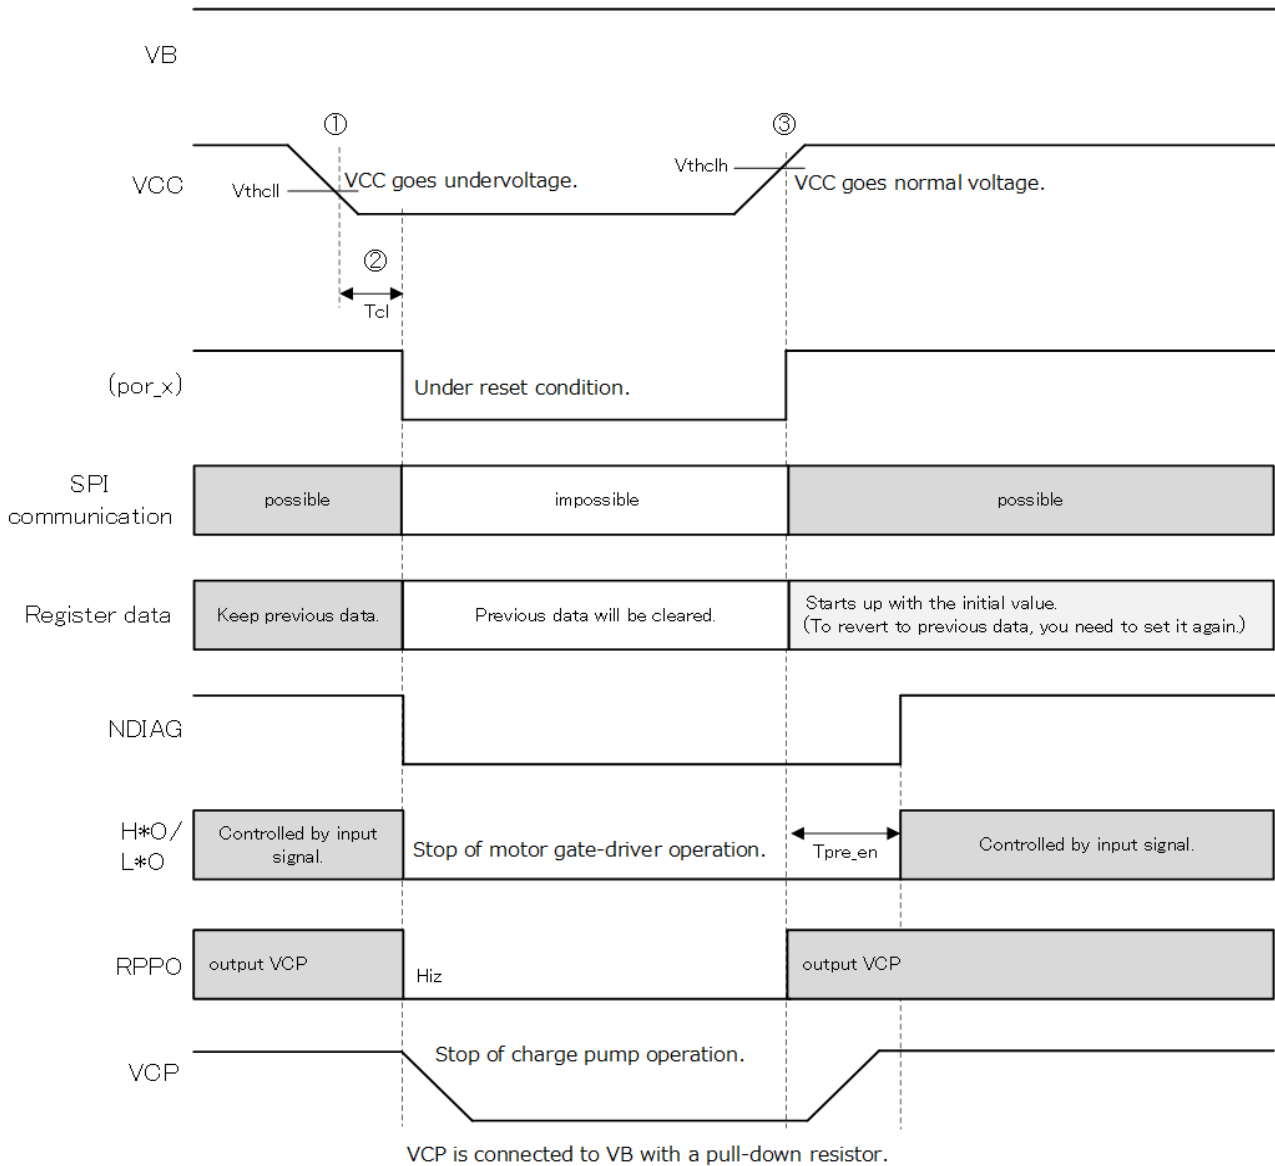 VB
①
③
VCC
Vthcll
VCC goes undervoltage.
Vthclh
VCC goes normal voltage.
②
Tcl
(por_x)
Under reset condition.
SPI
communication
possible
impossible
possible
Register data
Keep previous data.
Previous data will be cleared.
Starts up with the initial value.
(To revert to previous data, you need to set it again.)
NDIAG
H*O/
L*O
Controlled by input
signal.
Stop of motor gate-driver operation.
Tpre_en
Controlled by input signal.
RPPO
output VCP
Hiz
output VCP
VCP
Stop of charge pump operation.
VCP is connected to VB with a pull-down resistor.